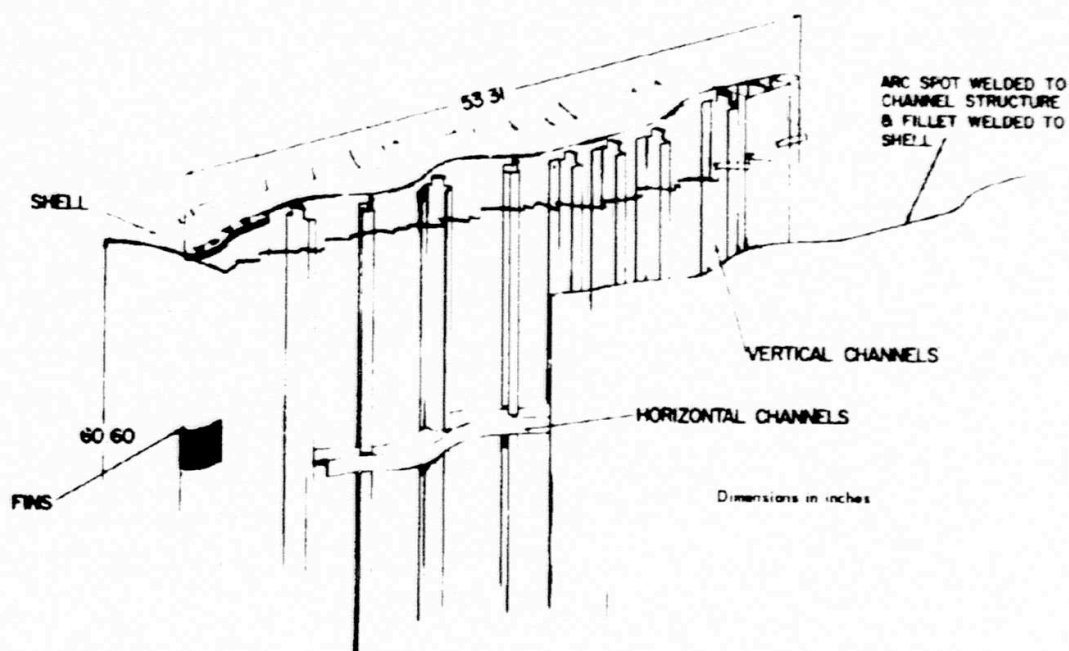 53 31
ARC SPOT WELDED TO
CHANNEL STRUCTURE
& FILLET WELDED TO
SHELL
SHELL
VERTICAL CHANNELS
HORIZONTAL CHANNELS
60 60
FINS
Dimensions in inches